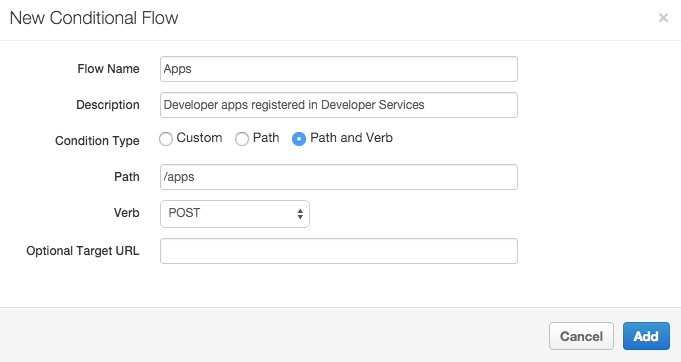 New Conditional Flow ×
Flow Name Apps
Description Developer apps registered in Developer Services
Condition Type Custom Path Path and Verb
Path /apps
Verb POST
Optional Target URL
Cancel Add